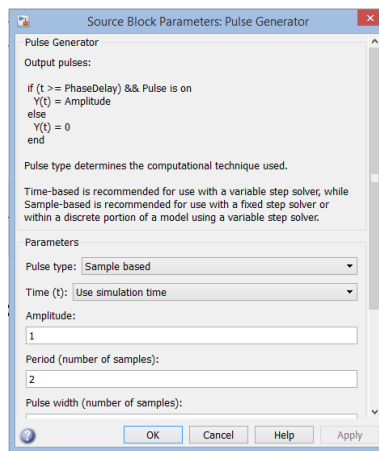 Source Block Parameters: Pulse Generator
Pulse Generator
Output pulses:
if (t >= PhaseDelay) && Pulse is on
Y(t) = Amplitude
else
Y(t) = 0
end
Pulse type determines the computational technique used.
Time-based is recommended for use with a variable step solver, while
Sample-based is recommended for use with a fixed step solver or
within a discrete portion of a model using a variable step solver.
Parameters
Pulse type: Sample based
Time (t): Use simulation time
Amplitude:
1
Period (number of samples):
2
Pulse width (number of samples):
OK Cancel Help Apply